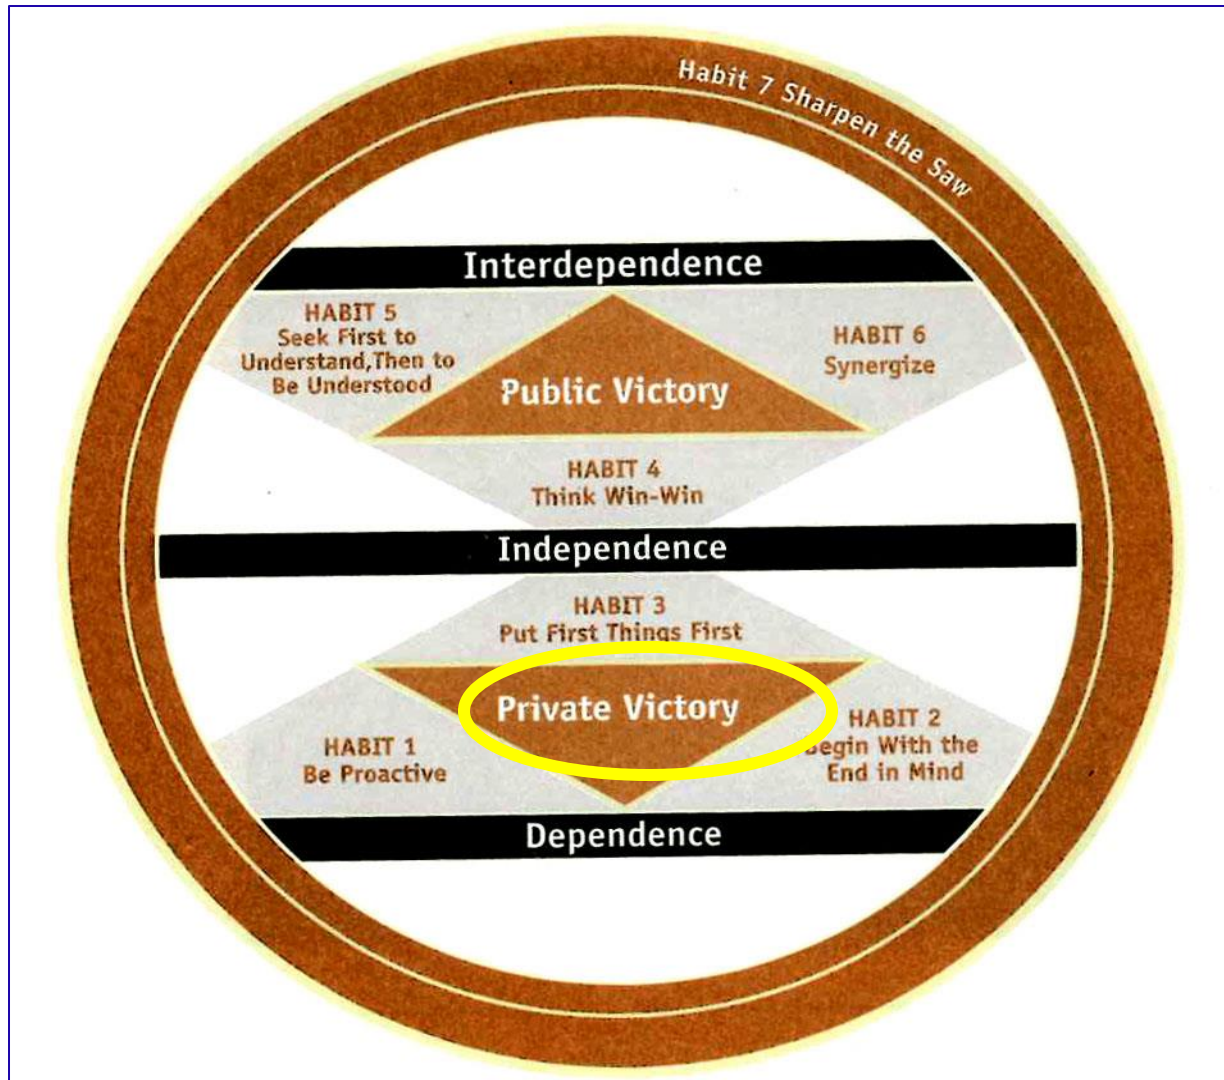 Habit 7 Sharpen the Saw
Interdependence
HABIT 5
Seek First to
Understand,Then to
Be Understood
HABIT 6
Synergize
Public Victory
HABIT 4
Think Win-Win
Independence
HABIT 3
Put First Things First
Private Victory
HABIT 1
Be Proactive
HABIT 2
Begin With the
End in Mind
Dependence